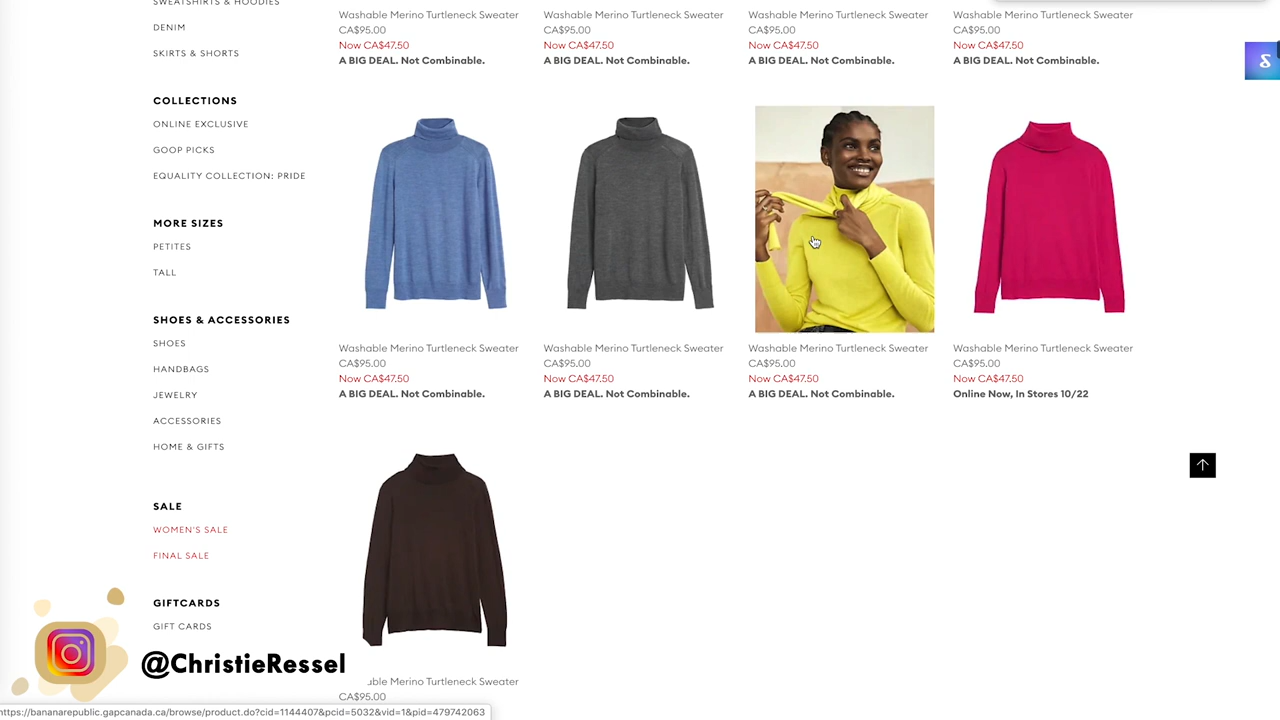 SWEATSHIRTS & HOODIES
DENIM
SKIRTS & SHORTS
COLLECTIONS
ONLINE EXCLUSIVE
GOOP PICKS
EQUALITY COLLECTION: PRIDE
MORE SIZES
PETITES
TALL
SHOES & ACCESSORIES
SHOES
HANDBAGS
JEWELRY
ACCESSORIES
HOME & GIFTS
SALE
WOMEN'S SALE
FINAL SALE
GIFTCARDS
GIFT CARDS
Washable Merino Turtleneck Sweater
CA$95.00
Now CA$47.50
A BIG DEAL. Not Combinable.
Washable Merino Turtleneck Sweater
CA$95.00
Now CA$47.50
A BIG DEAL. Not Combinable.
Washable Merino Turtleneck Sweater
CA$95.00
Now CA$47.50
A BIG DEAL. Not Combinable.
Washable Merino Turtleneck Sweater
CA$95.00
Now CA$47.50
A BIG DEAL. Not Combinable.
Washable Merino Turtleneck Sweater
CA$95.00
Now CA$47.50
A BIG DEAL. Not Combinable.
Washable Merino Turtleneck Sweater
CA$95.00
Now CA$47.50
A BIG DEAL. Not Combinable.
Washable Merino Turtleneck Sweater
CA$95.00
Now CA$47.50
A BIG DEAL. Not Combinable.
Washable Merino Turtleneck Sweater
CA$95.00
Now CA$47.50
Online Now, In Stores 10/22
able Merino Turtleneck Sweater
CA$95.00
@ChristieRessel
https://bananarepublic.gapcanada.ca/browse/product.do?cid=1144407&pcid=5032&vid=1&pid=479742063